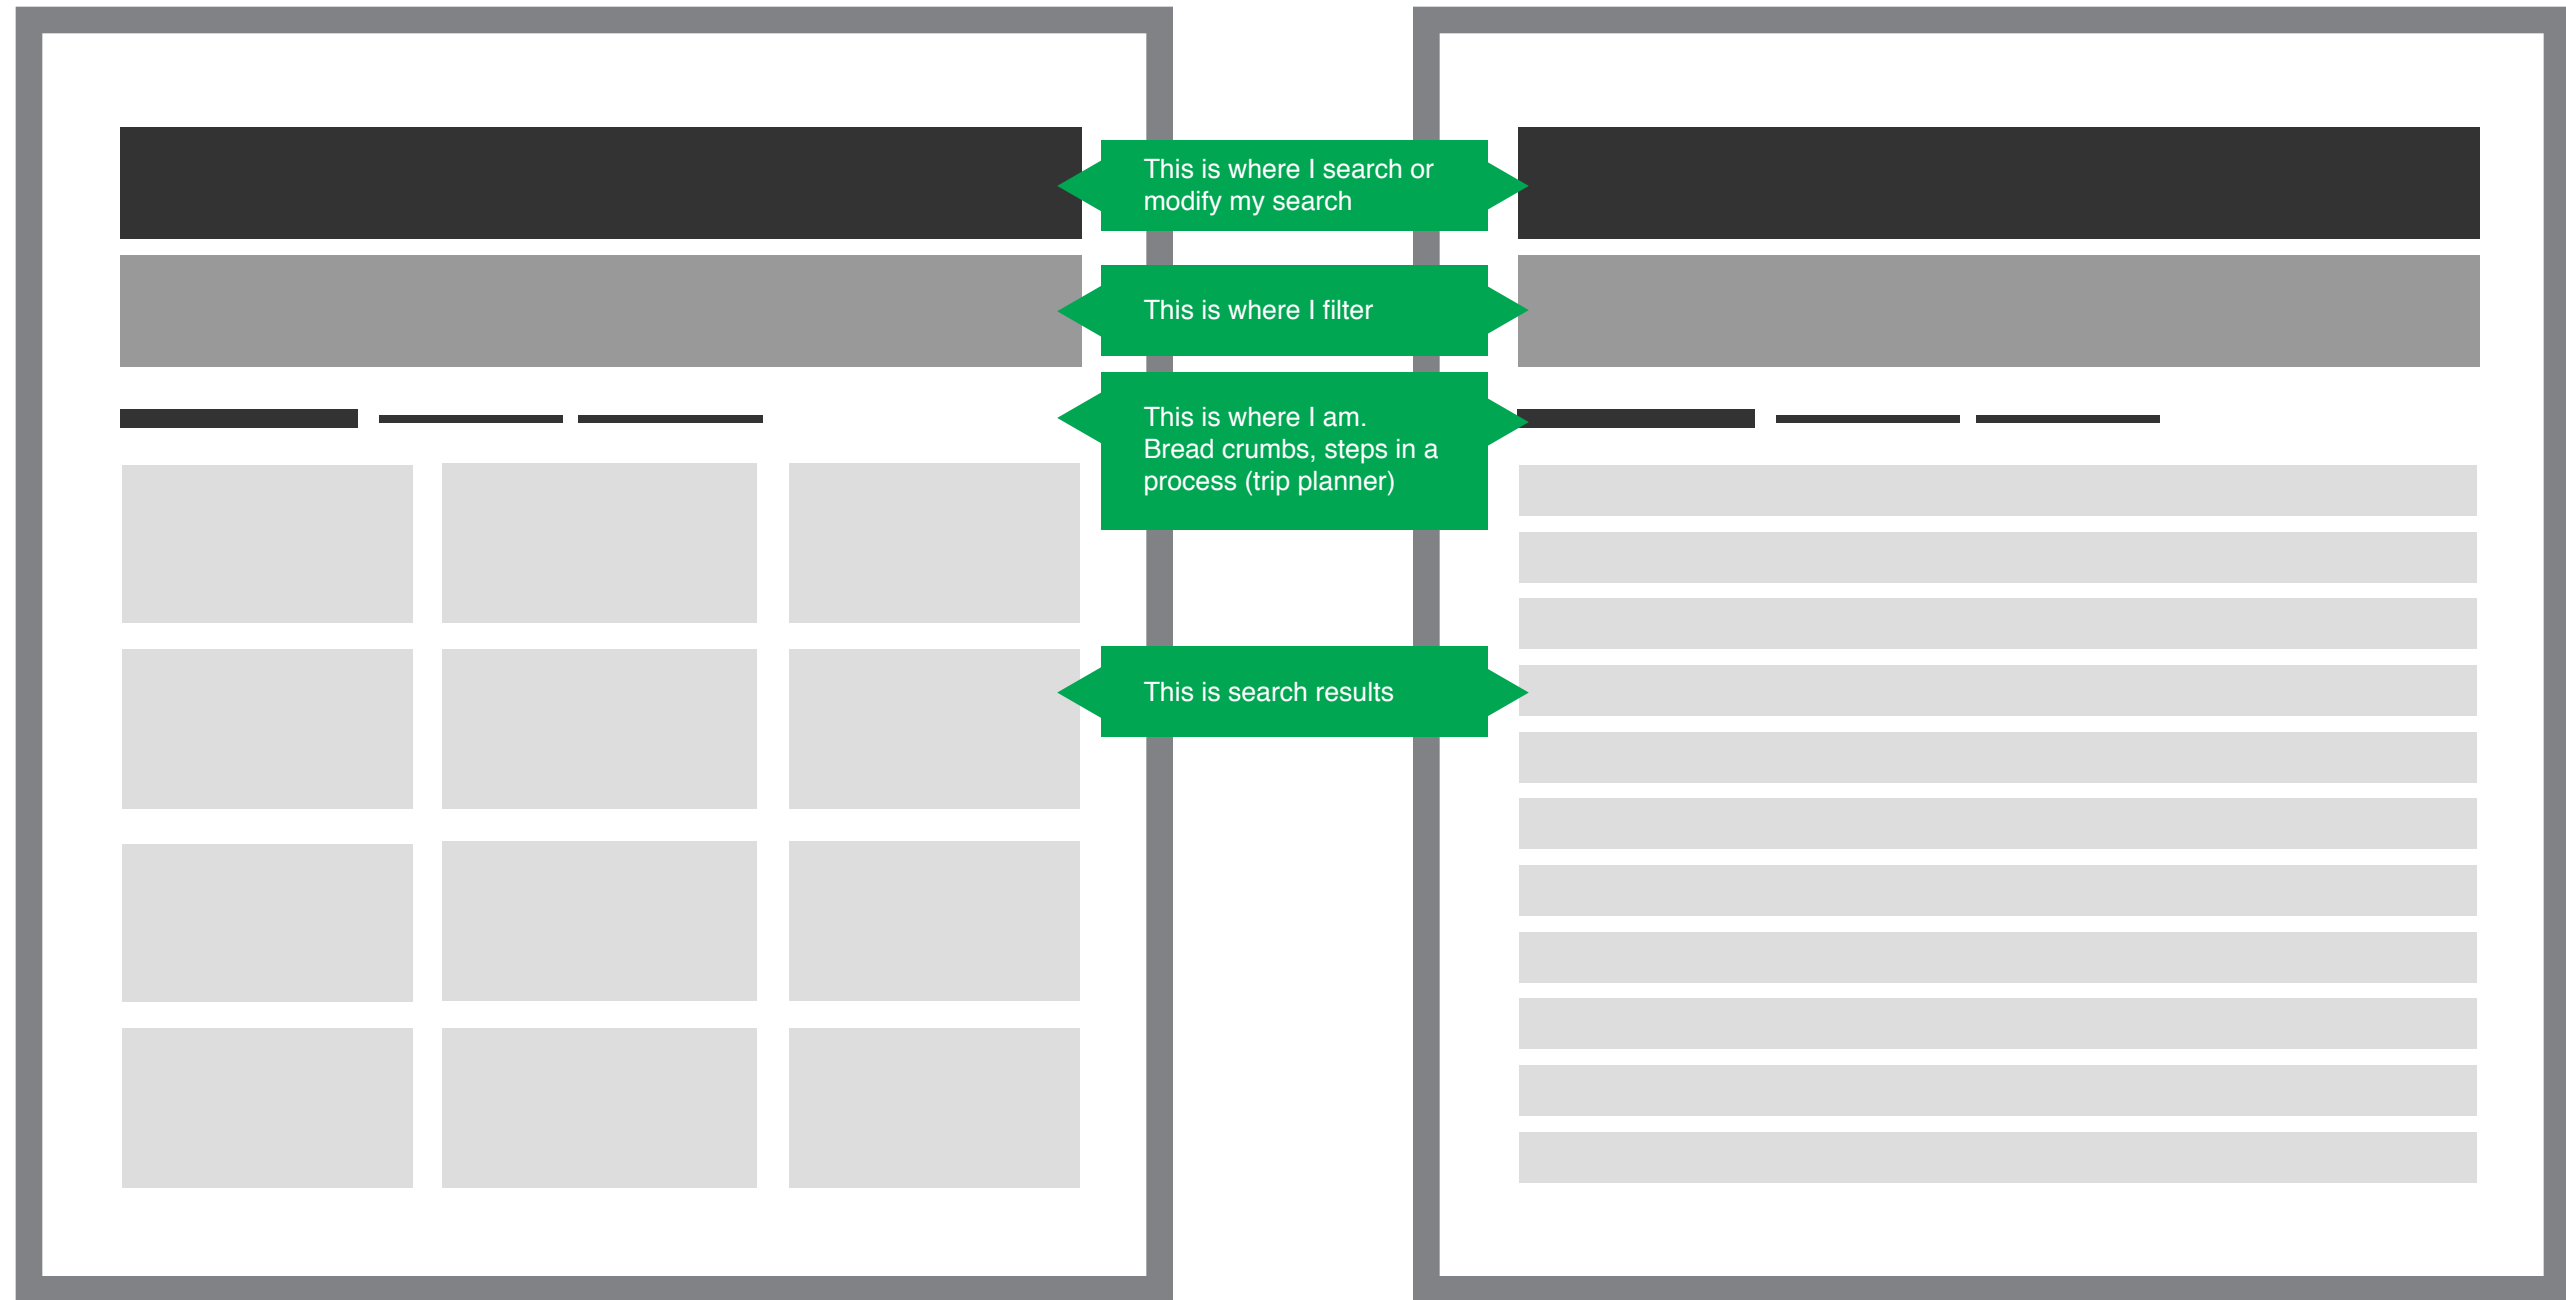 This is where I search or
modify my search
This is where I filter
This is where I am.
Bread crumbs, steps in a
process (trip planner)
This is search results